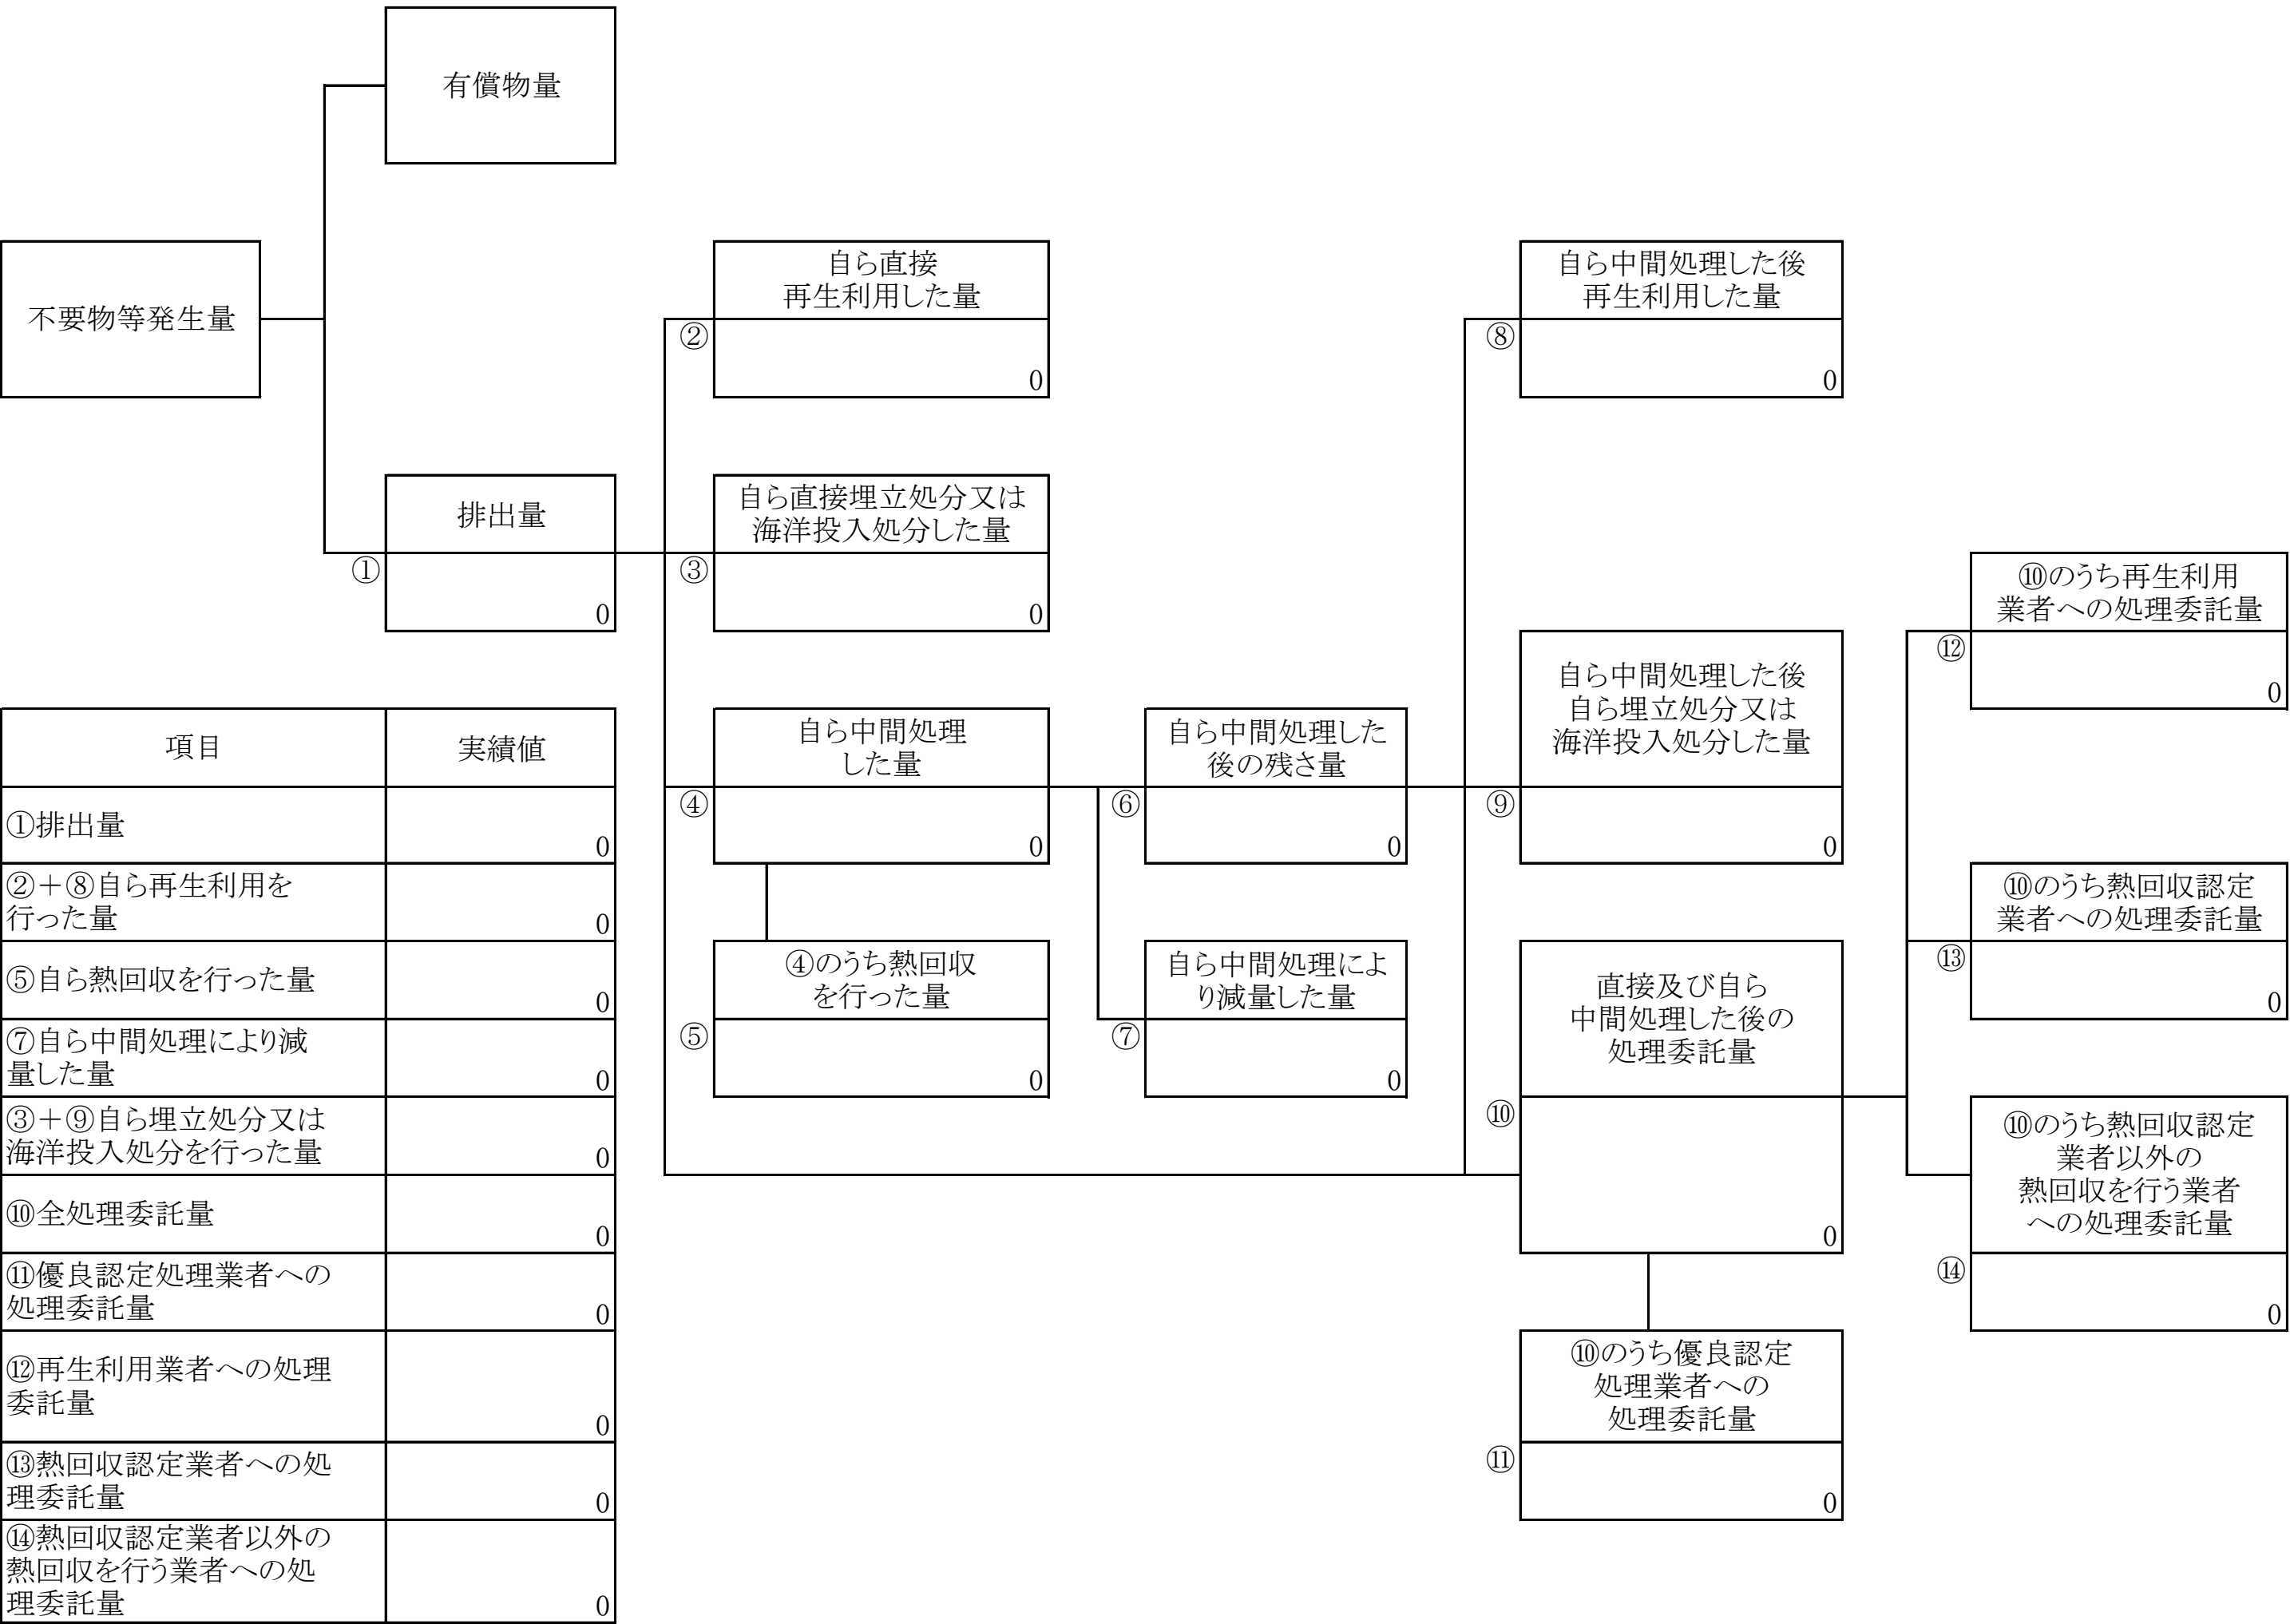 有償物量
不要物等発生量
自ら直接
再生利用した量
②
0
自ら中間処理した後
再生利用した量
⑧
0
排出量
①
0
自ら直接埋立処分又は
海洋投入処分した量
③
0
⑩のうち再生利用
業者への処理委託量
⑫
0
自ら中間処理
した量
④
0
自ら中間処理した
後の残さ量
⑥
0
自ら中間処理した後
自ら埋立処分又は
海洋投入処分した量
⑨
0
④のうち熱回収
を行った量
⑤
0
自ら中間処理によ
り減量した量
⑦
0
直接及び自ら
中間処理した後の
処理委託量
⑩
0
⑩のうち熱回収認定
業者への処理委託量
⑬
0
⑩のうち熱回収認定
業者以外の
熱回収を行う業者
への処理委託量
⑭
0
⑩のうち優良認定
処理業者への
処理委託量
⑪
0
項目
実績値
①排出量
0
②＋⑧自ら再生利用を
行った量
0
⑤自ら熱回収を行った量
0
⑦自ら中間処理により減
量した量
0
③＋⑨自ら埋立処分又は
海洋投入処分を行った量
0
⑩全処理委託量
0
⑪優良認定処理業者への
処理委託量
0
⑫再生利用業者への処理
委託量
0
⑬熱回収認定業者への処
理委託量
0
⑭熱回収認定業者以外の
熱回収を行う業者への処
理委託量
0